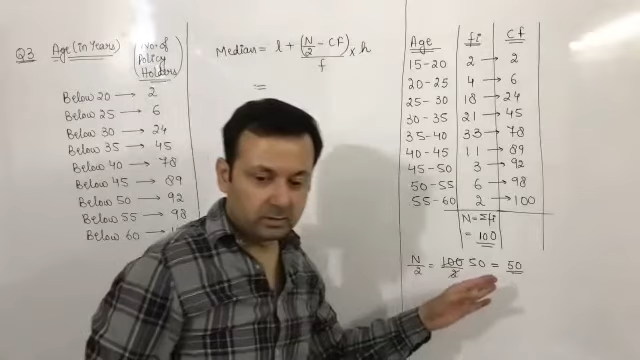 Q3 Age (in Years) (No. of Policy Holders)
Below 20 → 2
Below 25 → 6
Below 30 → 24
Below 35 → 45
Below 40 → 78
Below 45 → 89
Below 50 → 92
Below 55 → 98
Below 60 →
Median = l + (N/2 - CF)/f × h
=
Age fi Cf
15-20 2 → 2
20-25 4 → 6
25-30 18 → 24
30-35 21 → 45
35-40 33 → 78
40-45 11 → 89
45-50 3 → 92
50-55 6 → 98
55-60 2 → 100
N = Σfi
= 100
N/2 = 100/2 50 = 50